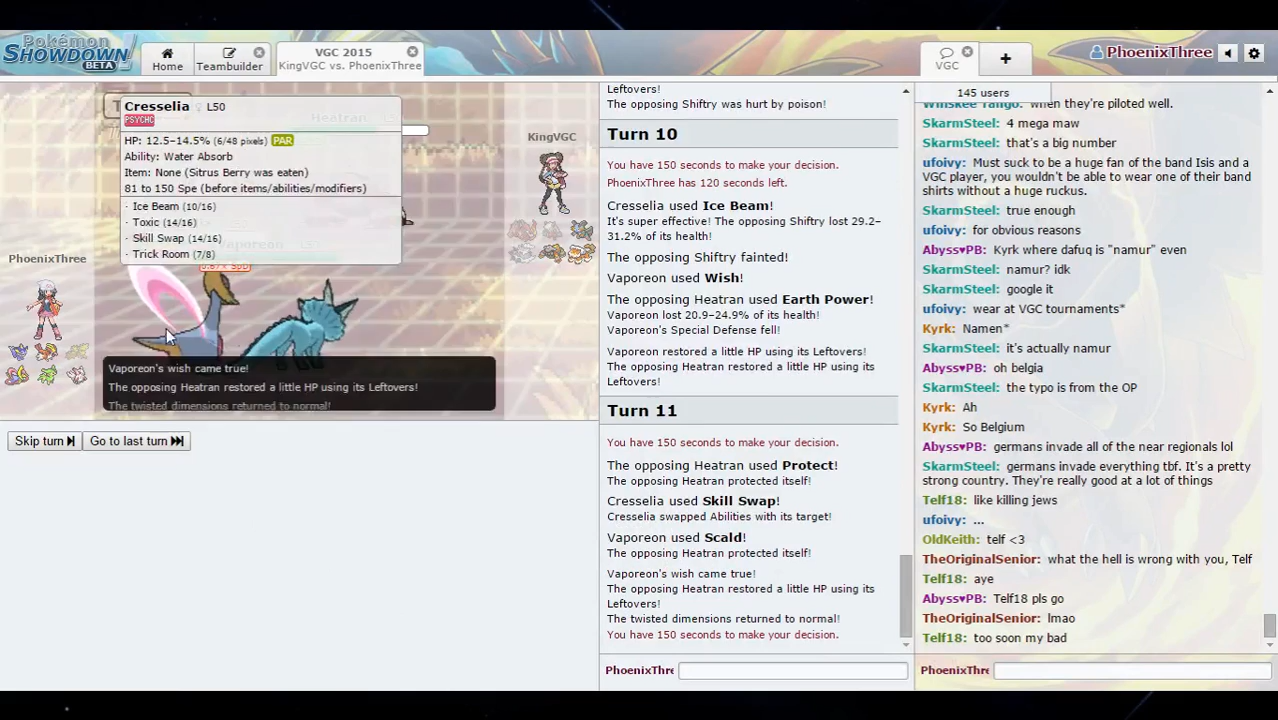 Pokémon
SHOWDOWN
BETA
Home
Teambuilder
VGC 2015
KingVGC vs. PhoenixThree
VGC
+
PhoenixThree
Cresselia ♀ L50
PSYCHC
HP: 12.5–14.5% (6/48 pixels) PAR
Ability: Water Absorb
Item: None (Sitrus Berry was eaten)
81 to 150 Spe (before items/abilities/modifiers)
· Ice Beam (10/16)
· Toxic (14/16)
· Skill Swap (14/16)
· Trick Room (7/8)
Heatran
KingVGC
PhoenixThree
Vaporeon's wish came true!
The opposing Heatran restored a little HP using its Leftovers!
The twisted dimensions returned to normal!
Skip turn
Go to last turn
Leftovers!
The opposing Shiftry was hurt by poison!
Turn 10
You have 150 seconds to make your decision.
PhoenixThree has 120 seconds left.
Cresselia used Ice Beam!
It's super effective! The opposing Shiftry lost 29.2–
31.2% of its health!
The opposing Shiftry fainted!
Vaporeon used Wish!
The opposing Heatran used Earth Power!
Vaporeon lost 20.9–24.9% of its health!
Vaporeon's Special Defense fell!
Vaporeon restored a little HP using its Leftovers!
The opposing Heatran restored a little HP using its
Leftovers!
Turn 11
You have 150 seconds to make your decision.
The opposing Heatran used Protect!
The opposing Heatran protected itself!
Cresselia used Skill Swap!
Cresselia swapped Abilities with its target!
Vaporeon used Scald!
The opposing Heatran protected itself!
Vaporeon's wish came true!
The opposing Heatran restored a little HP using its
Leftovers!
The twisted dimensions returned to normal!
You have 150 seconds to make your decision.
PhoenixThre
145 users
Winskee Tango: when they're piloted well.
SkarmSteel: 4 mega maw
SkarmSteel: that's a big number
ufoivy: Must suck to be a huge fan of the band Isis and a
VGC player, you wouldn't be able to wear one of their band
shirts without a huge ruckus.
SkarmSteel: true enough
ufoivy: for obvious reasons
Abyss♥PB: Kyrk where dafuq is "namur" even
SkarmSteel: namur? idk
SkarmSteel: google it
ufoivy: wear at VGC tournaments*
Kyrk: Namen*
SkarmSteel: it's actually namur
Abyss♥PB: oh belgia
SkarmSteel: the typo is from the OP
Kyrk: Ah
Kyrk: So Belgium
Abyss♥PB: germans invade all of the near regionals lol
SkarmSteel: germans invade everything tbf. It's a pretty
strong country. They're really good at a lot of things
Telf18: like killing jews
ufoivy: ...
OldKeith: telf <3
TheOriginalSenior: what the hell is wrong with you, Telf
Telf18: aye
Abyss♥PB: Telf18 pls go
TheOriginalSenior: lmao
Telf18: too soon my bad
PhoenixThre